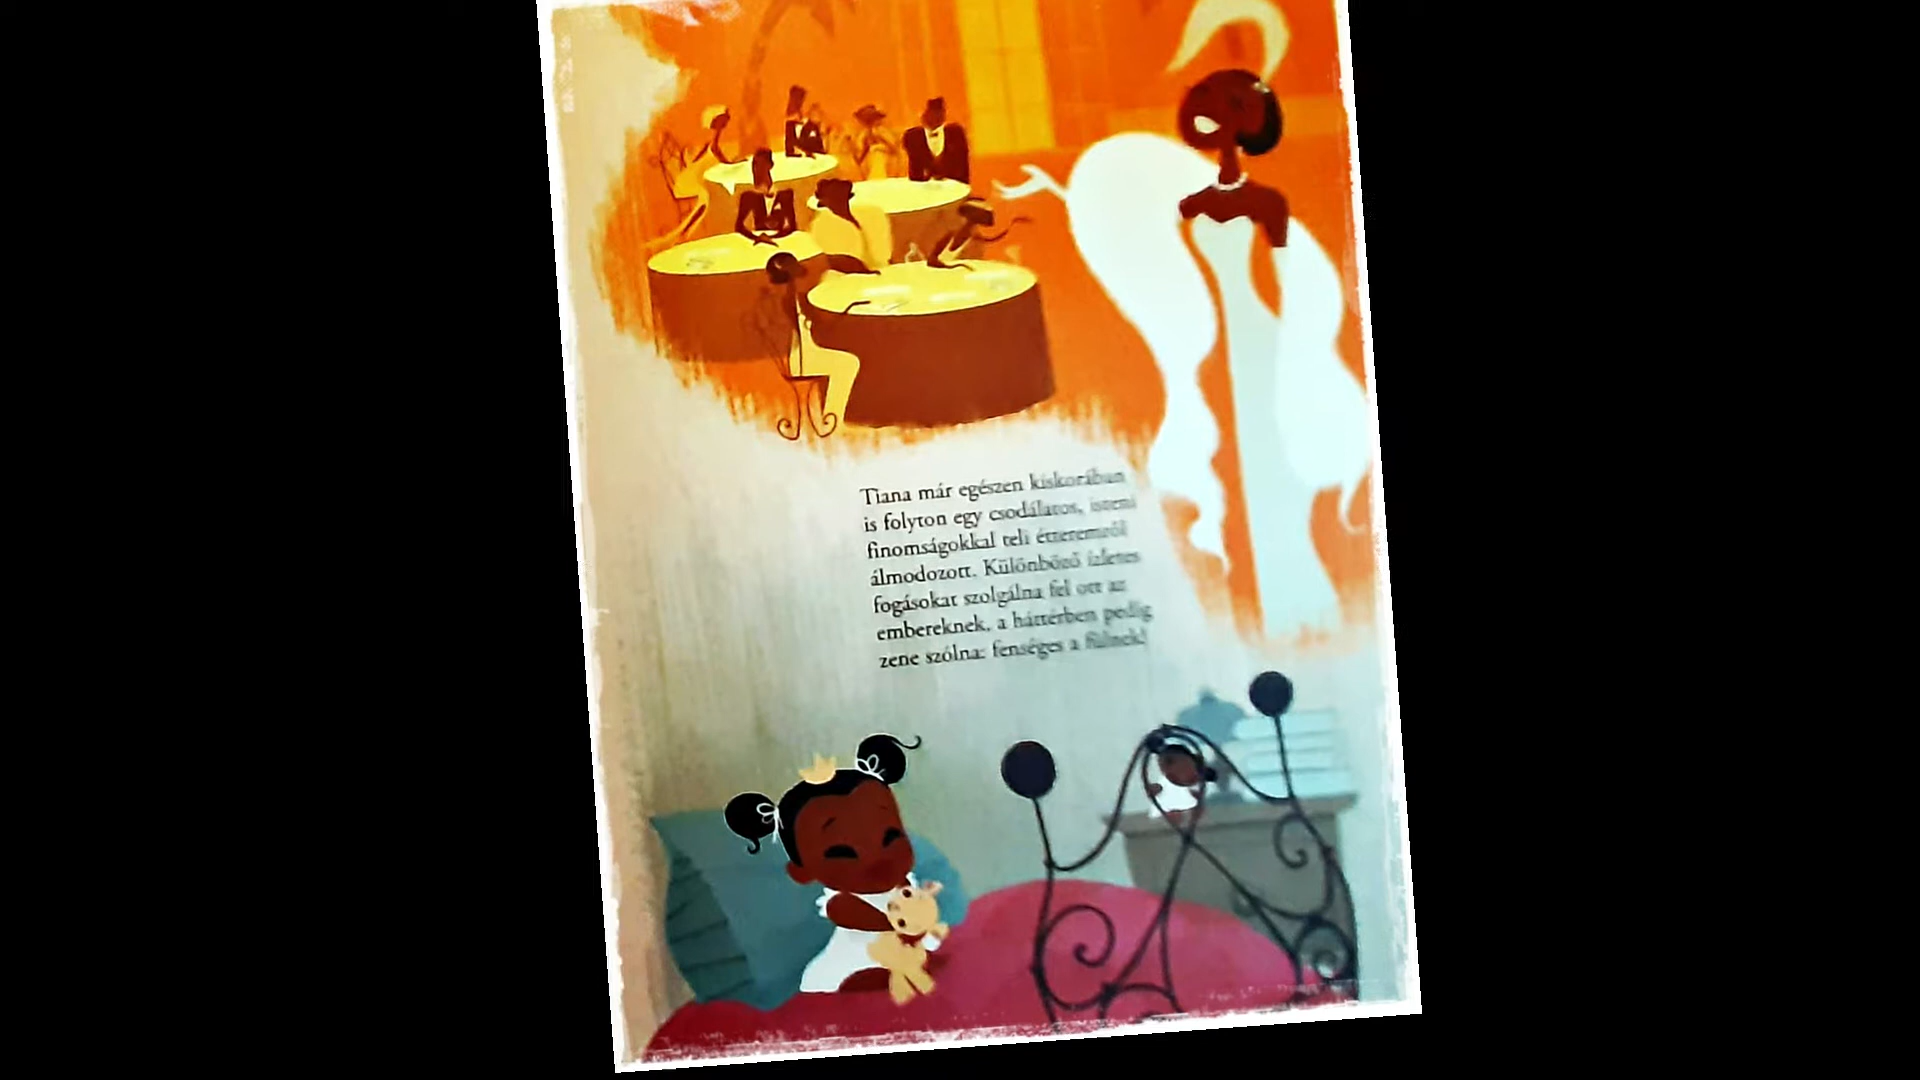 Tiana már egészen kiskorában
is folyton egy csodálatos, isteni
finomságokkal teli étteremről
álmodozott. Különböző ízletes
fogásokat szolgálna fel ott az
embereknek, a háttérben pedig
zene szólna: fenséges a fülnek!